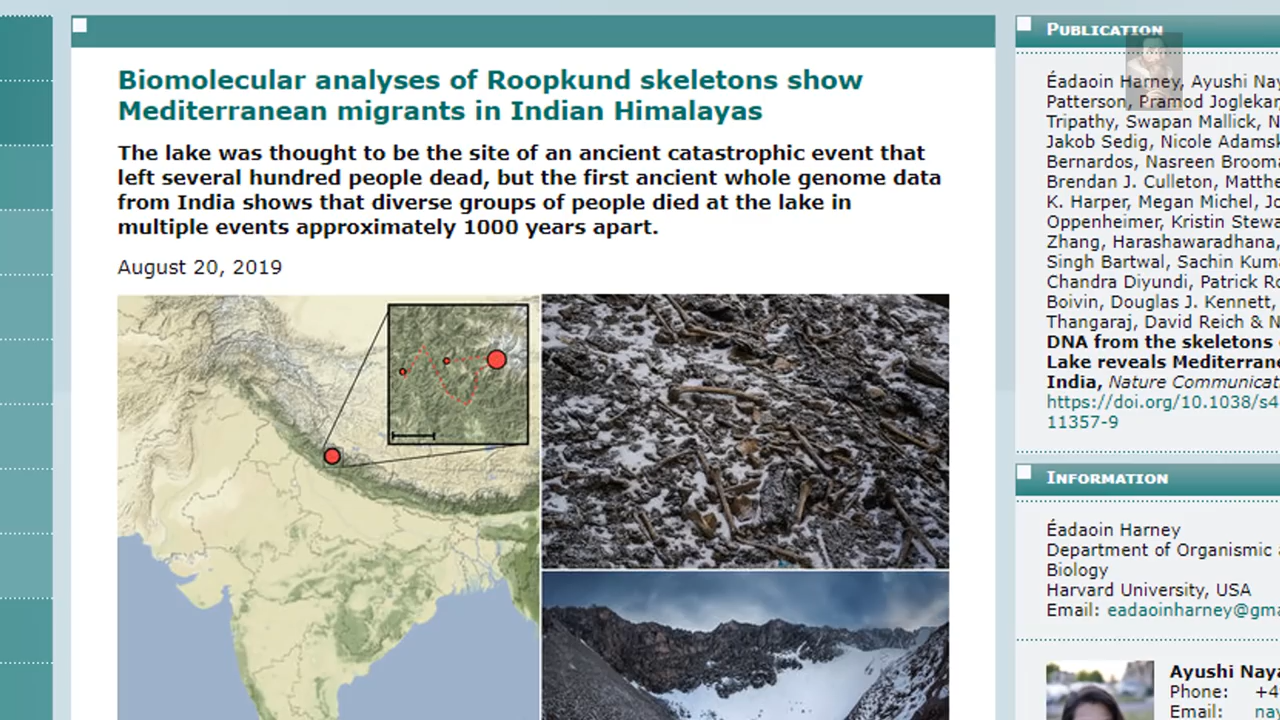 Biomolecular analyses of Roopkund skeletons show
Mediterranean migrants in Indian Himalayas
The lake was thought to be the site of an ancient catastrophic event that
left several hundred people dead, but the first ancient whole genome data
from India shows that diverse groups of people died at the lake in
multiple events approximately 1000 years apart.
August 20, 2019
PUBLICATION
Éadaoin Harney, Ayushi Nay
Patterson, Pramod Joglekar,
Tripathy, Swapan Mallick, N
Jakob Sedig, Nicole Adamsk
Bernardos, Nasreen Brooma
Brendan J. Culleton, Matthe
K. Harper, Megan Michel, Jo
Oppenheimer, Kristin Stewa
Zhang, Harashawaradhana,
Singh Bartwal, Sachin Kuma
Chandra Diyundi, Patrick Ro
Boivin, Douglas J. Kennett,
Thangaraj, David Reich & N
DNA from the skeletons
Lake reveals Mediterrane
India, Nature Communicat
https://doi.org/10.1038/s4
11357-9
INFORMATION
Éadaoin Harney
Department of Organismic
Biology
Harvard University, USA
Email: eadaoinharney@gma
Ayushi Naya
Phone: +4
Email: nay